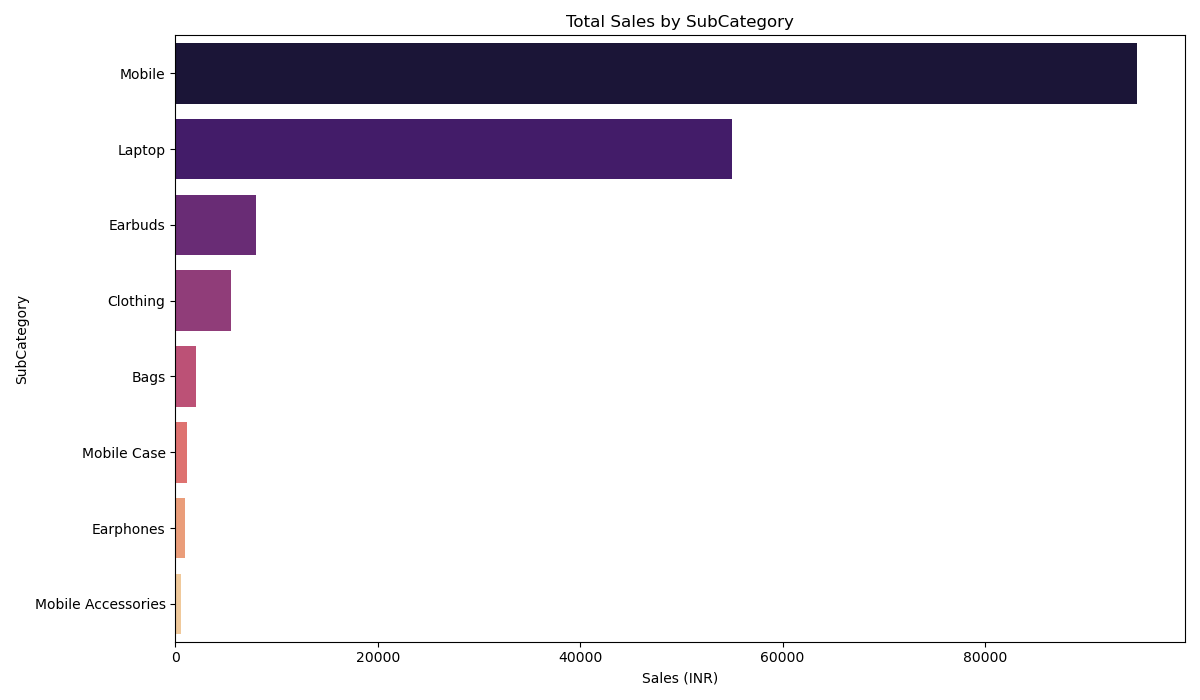 Total Sales by SubCategory
SubCategory
Mobile
Laptop
Earbuds
Clothing
Bags
Mobile Case
Earphones
Mobile Accessories
0 20000 40000 60000 80000
Sales (INR)